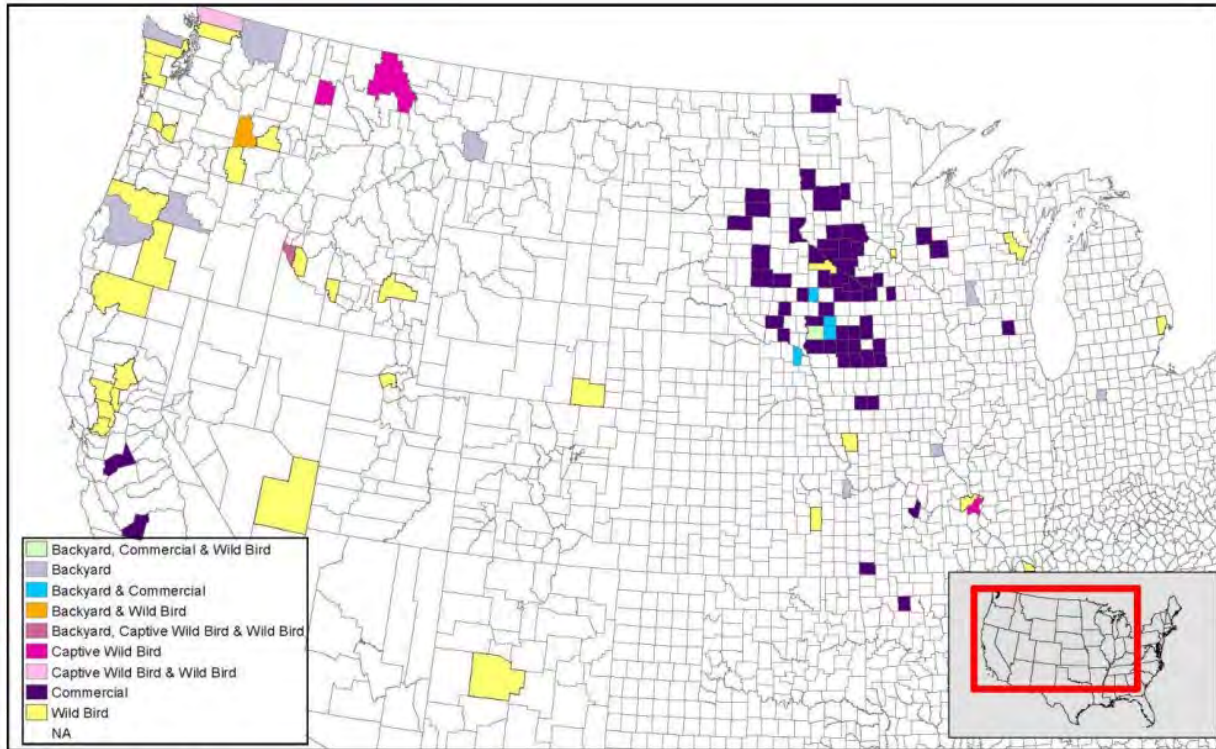 Backyard, Commercial & Wild Bird
Backyard
Backyard & Commercial
Backyard & Wild Bird
Backyard, Captive Wild Bird & Wild Bird
Captive Wild Bird
Captive Wild Bird & Wild Bird
Commercial
Wild Bird
NA